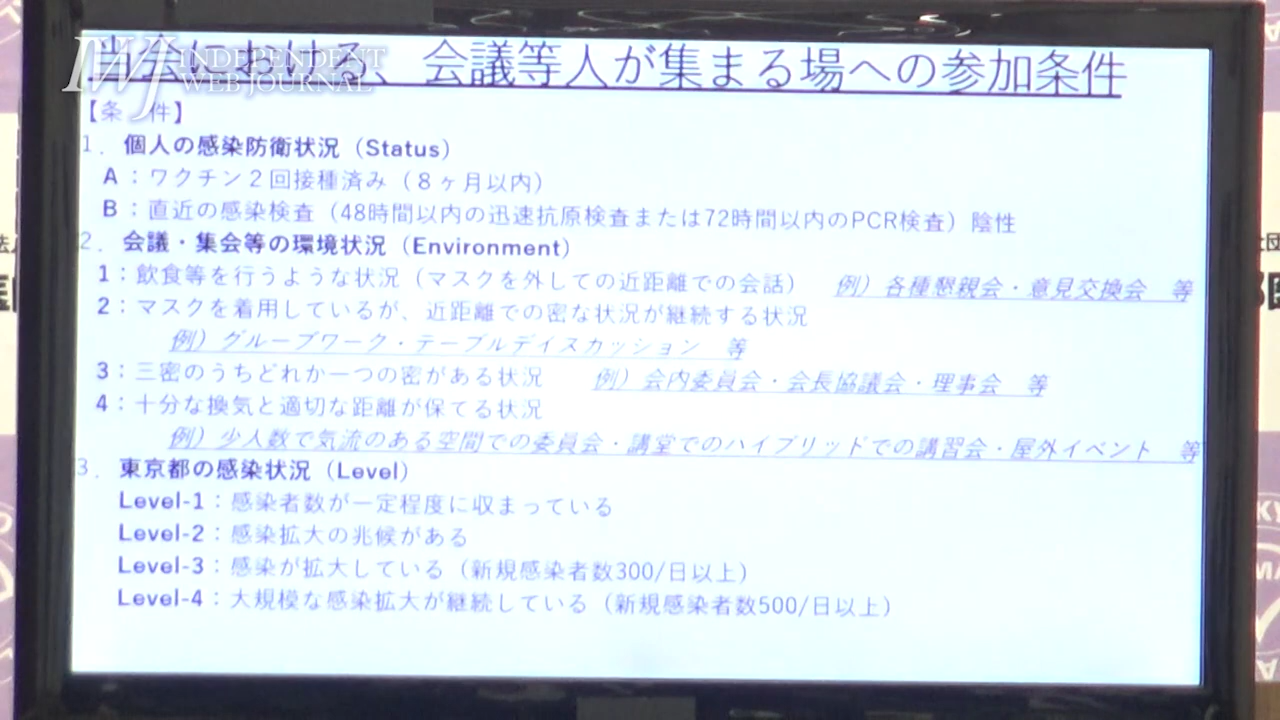 IWJ INDEPENDENT WEB JOURNAL
当会における、会議等人が集まる場への参加条件
【条 件】
1．個人の感染防衛状況（Status）
A：ワクチン２回接種済み（８ヶ月以内）
B：直近の感染検査（48時間以内の迅速抗原検査または72時間以内のPCR検査）陰性
2．会議・集会等の環境状況（Environment）
1：飲食等を行うような状況（マスクを外しての近距離での会話） 例）各種懇親会・意見交換会 等
2：マスクを着用しているが、近距離での密な状況が継続する状況
例）グループワーク・テーブルデイスカッション 等
3：三密のうちどれか一つの密がある状況 例）会内委員会・会長協議会・理事会 等
4：十分な換気と適切な距離が保てる状況
例）少人数で気流のある空間での委員会・講堂でのハイブリッドでの講習会・屋外イベント 等
3．東京都の感染状況（Level）
Level-1：感染者数が一定程度に収まっている
Level-2：感染拡大の兆候がある
Level-3：感染が拡大している（新規感染者数300/日以上）
Level-4：大規模な感染拡大が継続している（新規感染者数500/日以上）